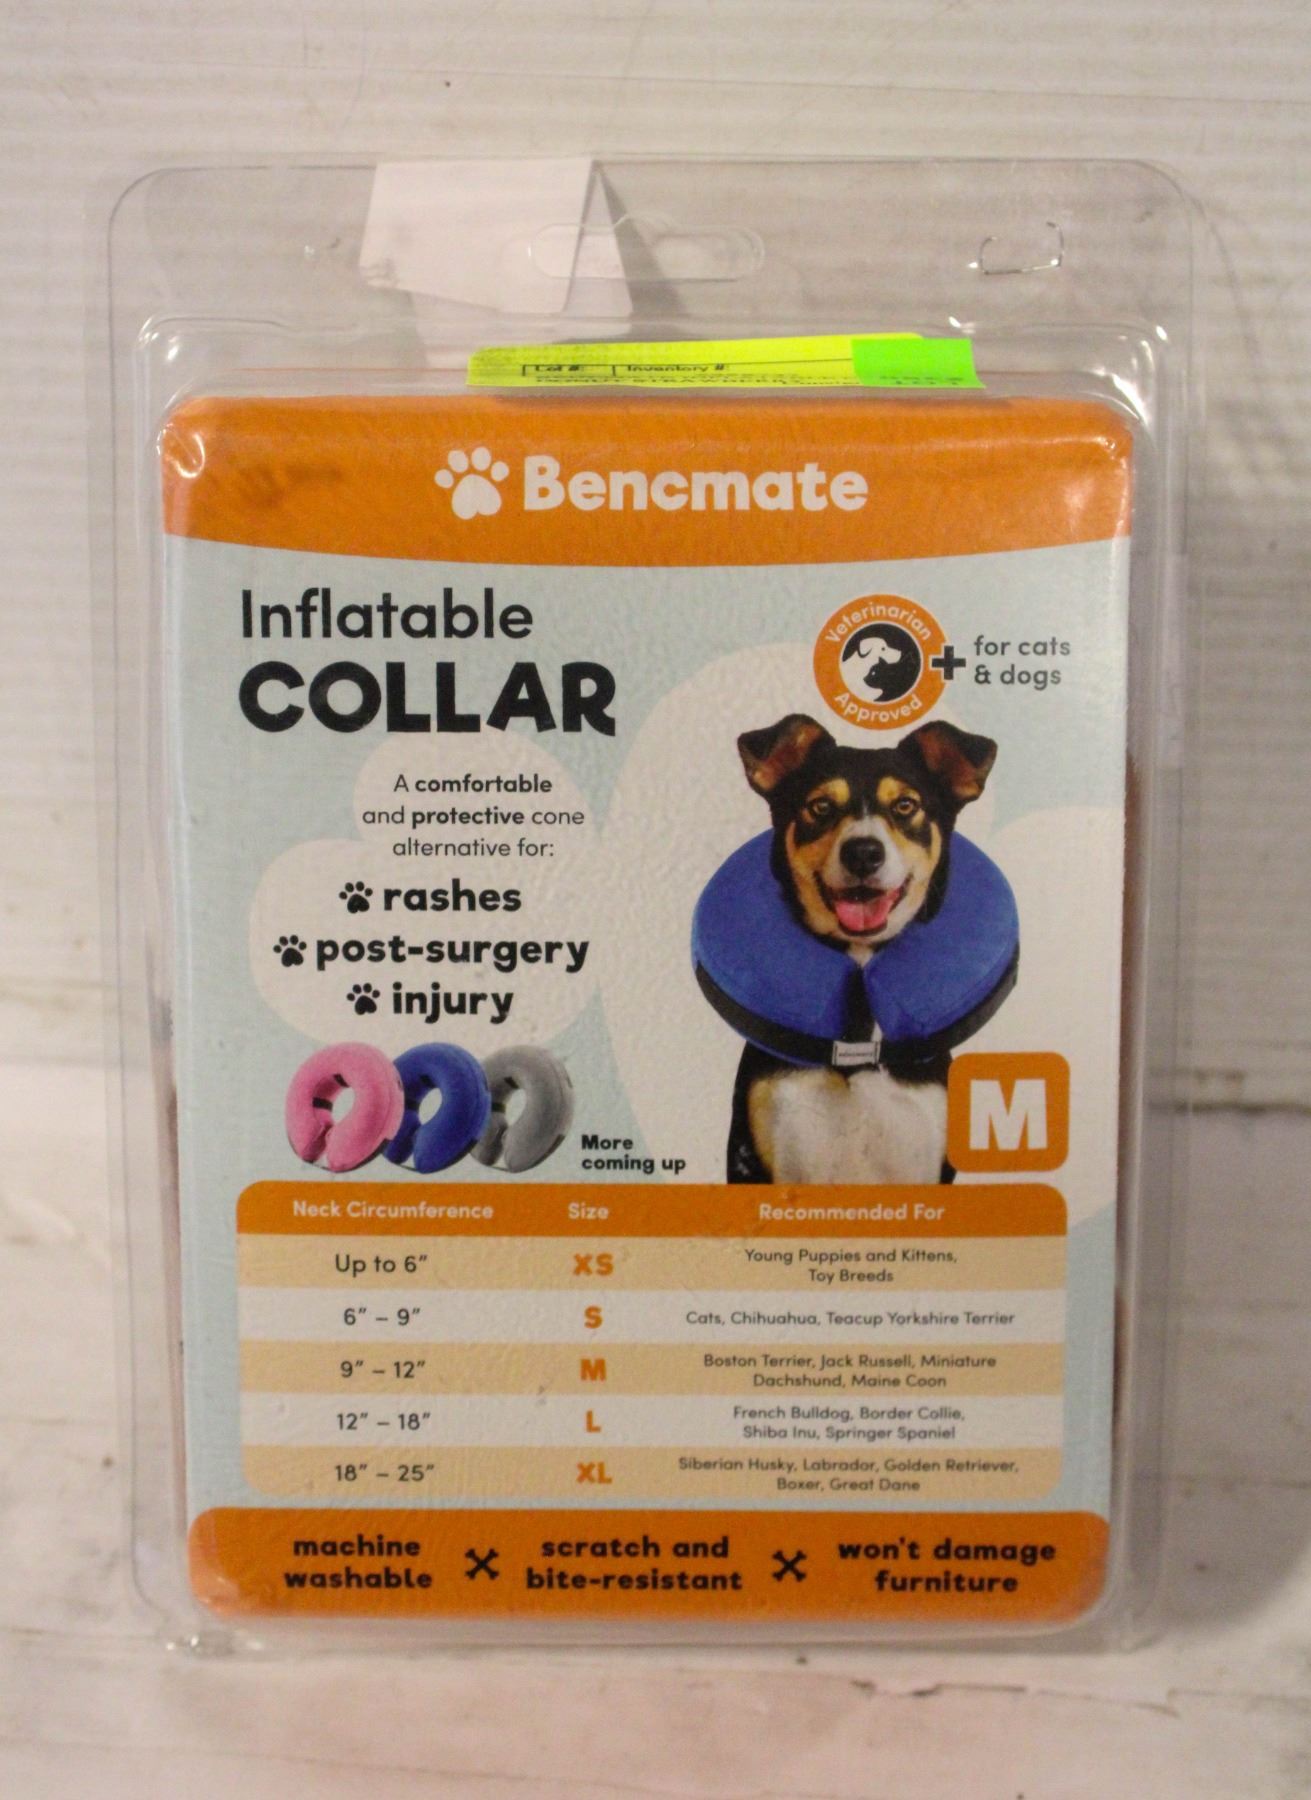 Lot #: Inventory #:
Bencmate
Inflatable
COLLAR
Veterinarian
Approved
for cats
& dogs
A comfortable
and protective cone
alternative for:
rashes
post-surgery
injury
More
coming up
M
Neck Circumference Size Recommended For
Up to 6" XS Young Puppies and Kittens,
Toy Breeds
6" – 9" S Cats, Chihuahua, Teacup Yorkshire Terrier
9" – 12" M Boston Terrier, Jack Russell, Miniature
Dachshund, Maine Coon
12" – 18" L French Bulldog, Border Collie,
Shiba Inu, Springer Spaniel
18" – 25" XL Siberian Husky, Labrador, Golden Retriever,
Boxer, Great Dane
machine scratch and won't damage
washable bite-resistant furniture